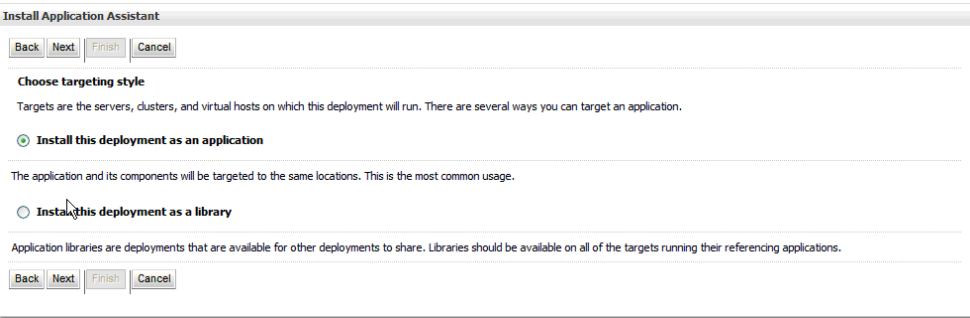 Install Application Assistant
Back Next Finish Cancel
Choose targeting style
Targets are the servers, clusters, and virtual hosts on which this deployment will run. There are several ways you can target an application.
Install this deployment as an application
The application and its components will be targeted to the same locations. This is the most common usage.
Install this deployment as a library
Application libraries are deployments that are available for other deployments to share. Libraries should be available on all of the targets running their referencing applications.
Back Next Finish Cancel